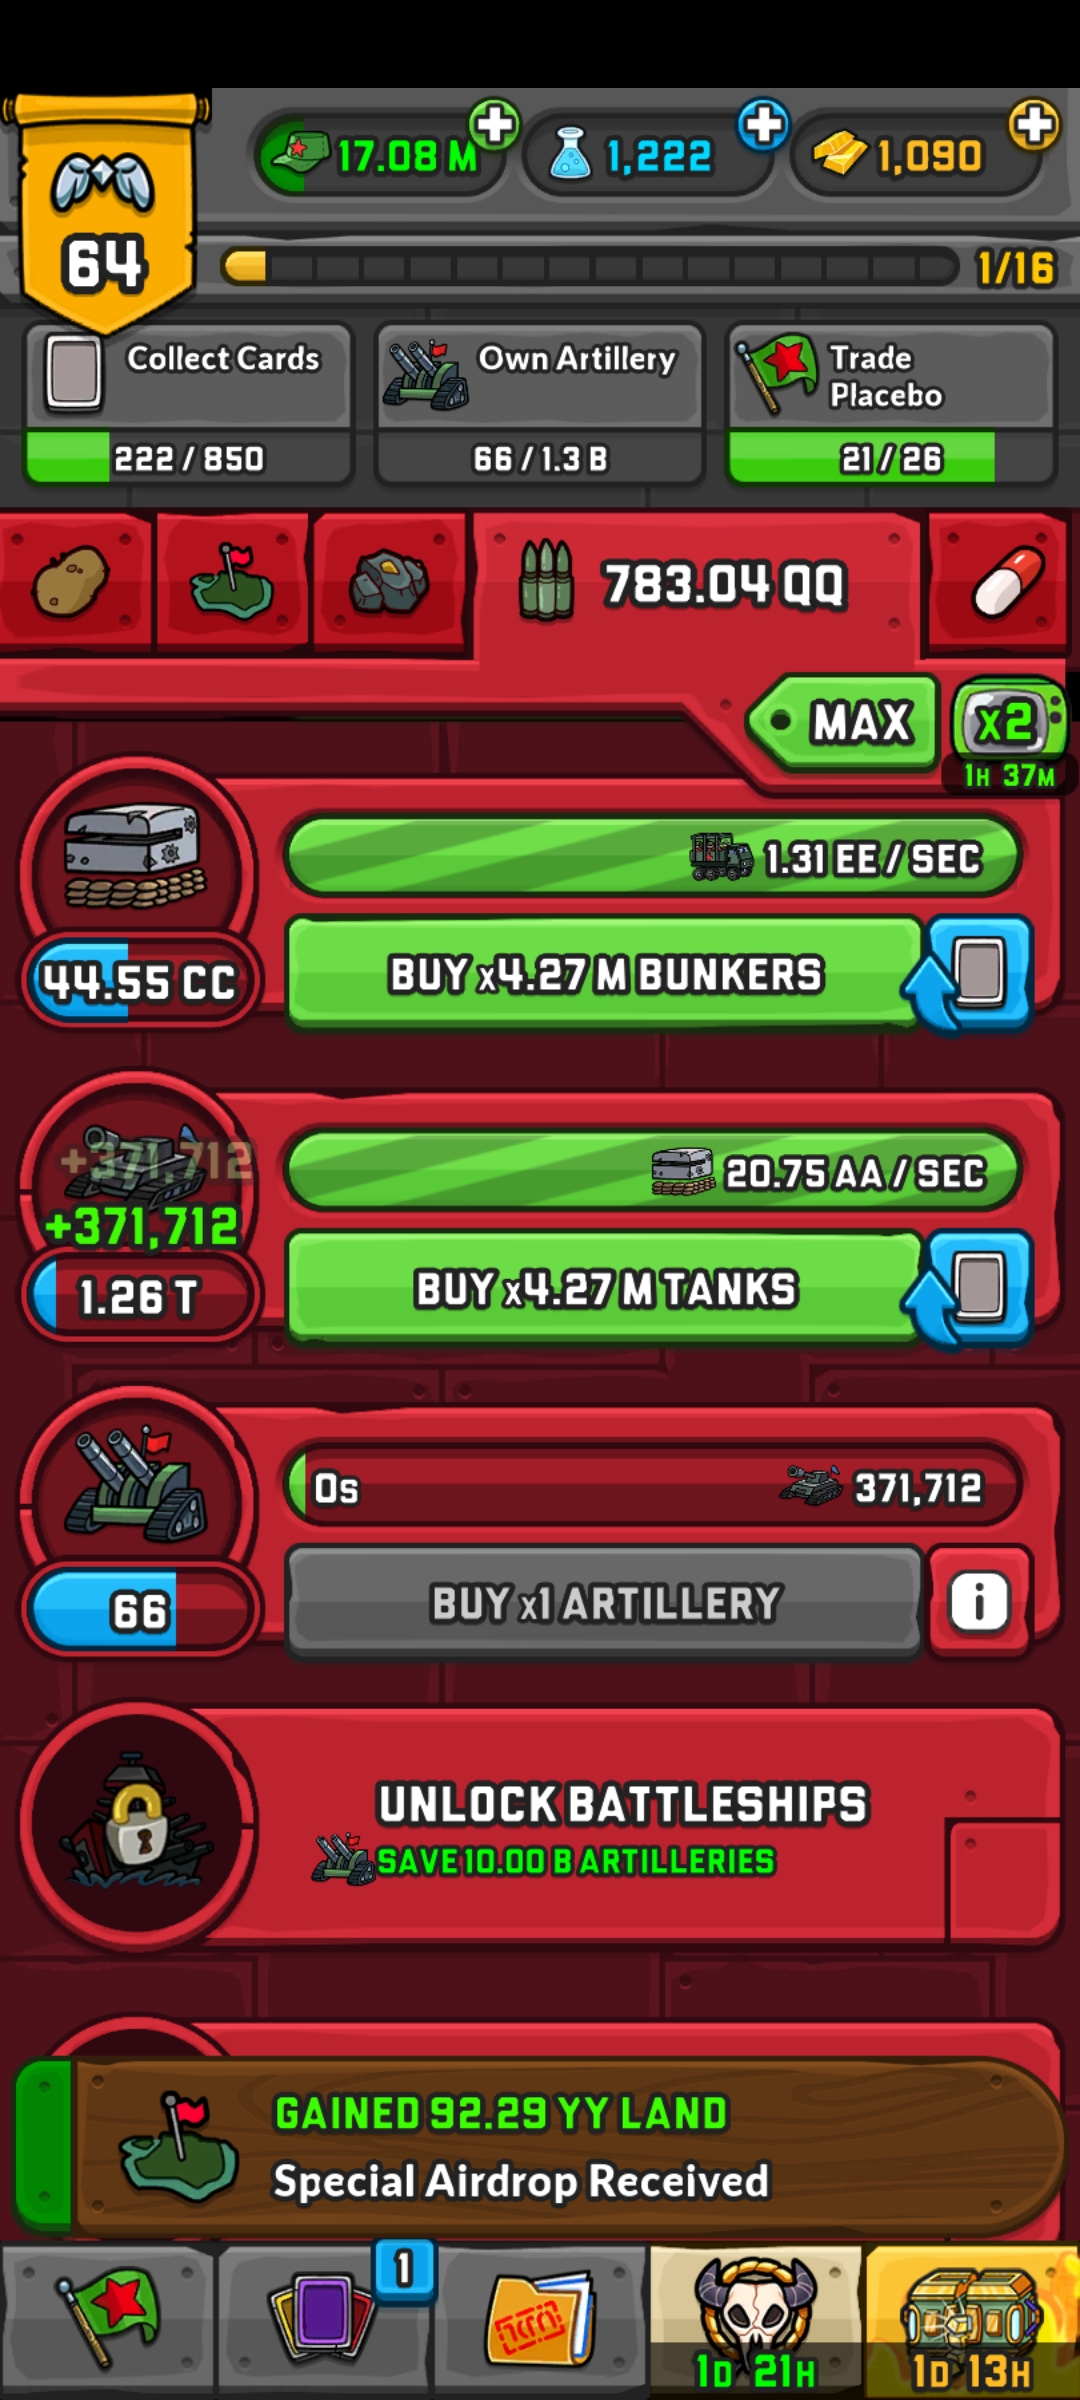 17.08 M
1,222
1,090
64
1/16
Collect Cards
222 / 850
Own Artillery
66 / 1.3 B
Trade
Placebo
21 / 26
783.04 QQ
MAX
x2
1H 37M
1.31 EE / SEC
44.55 CC
BUY x4.27 M BUNKERS
+371,712
+371,712
20.75 AA / SEC
1.26 T
BUY x4.27 M TANKS
0s
371,712
66
BUY x1 ARTILLERY
i
UNLOCK BATTLESHIPS
SAVE 10.00 B ARTILLERIES
GAINED 92.29 YY LAND
Special Airdrop Received
1
1D 21H
1D 13H